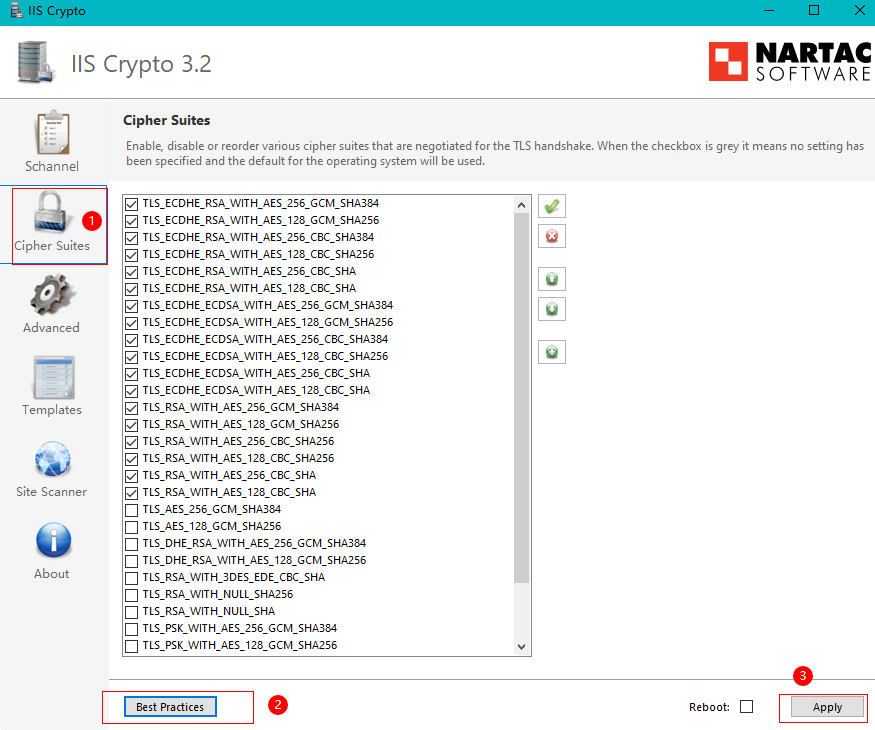 IIS Crypto
IIS Crypto 3.2
NARTAC
SOFTWARE
Schannel
1
Cipher Suites
Advanced
Templates
Site Scanner
About
Cipher Suites
Enable, disable or reorder various cipher suites that are negotiated for the TLS handshake. When the checkbox is grey it means no setting has
been specified and the default for the operating system will be used.
TLS_ECDHE_RSA_WITH_AES_256_GCM_SHA384
TLS_ECDHE_RSA_WITH_AES_128_GCM_SHA256
TLS_ECDHE_RSA_WITH_AES_256_CBC_SHA384
TLS_ECDHE_RSA_WITH_AES_128_CBC_SHA256
TLS_ECDHE_RSA_WITH_AES_256_CBC_SHA
TLS_ECDHE_RSA_WITH_AES_128_CBC_SHA
TLS_ECDHE_ECDSA_WITH_AES_256_GCM_SHA384
TLS_ECDHE_ECDSA_WITH_AES_128_GCM_SHA256
TLS_ECDHE_ECDSA_WITH_AES_256_CBC_SHA384
TLS_ECDHE_ECDSA_WITH_AES_128_CBC_SHA256
TLS_ECDHE_ECDSA_WITH_AES_256_CBC_SHA
TLS_ECDHE_ECDSA_WITH_AES_128_CBC_SHA
TLS_RSA_WITH_AES_256_GCM_SHA384
TLS_RSA_WITH_AES_128_GCM_SHA256
TLS_RSA_WITH_AES_256_CBC_SHA256
TLS_RSA_WITH_AES_128_CBC_SHA256
TLS_RSA_WITH_AES_256_CBC_SHA
TLS_RSA_WITH_AES_128_CBC_SHA
TLS_AES_256_GCM_SHA384
TLS_AES_128_GCM_SHA256
TLS_DHE_RSA_WITH_AES_256_GCM_SHA384
TLS_DHE_RSA_WITH_AES_128_GCM_SHA256
TLS_RSA_WITH_3DES_EDE_CBC_SHA
TLS_RSA_WITH_NULL_SHA256
TLS_RSA_WITH_NULL_SHA
TLS_PSK_WITH_AES_256_GCM_SHA384
TLS_PSK_WITH_AES_128_GCM_SHA256
Best Practices
2
Reboot:
3
Apply